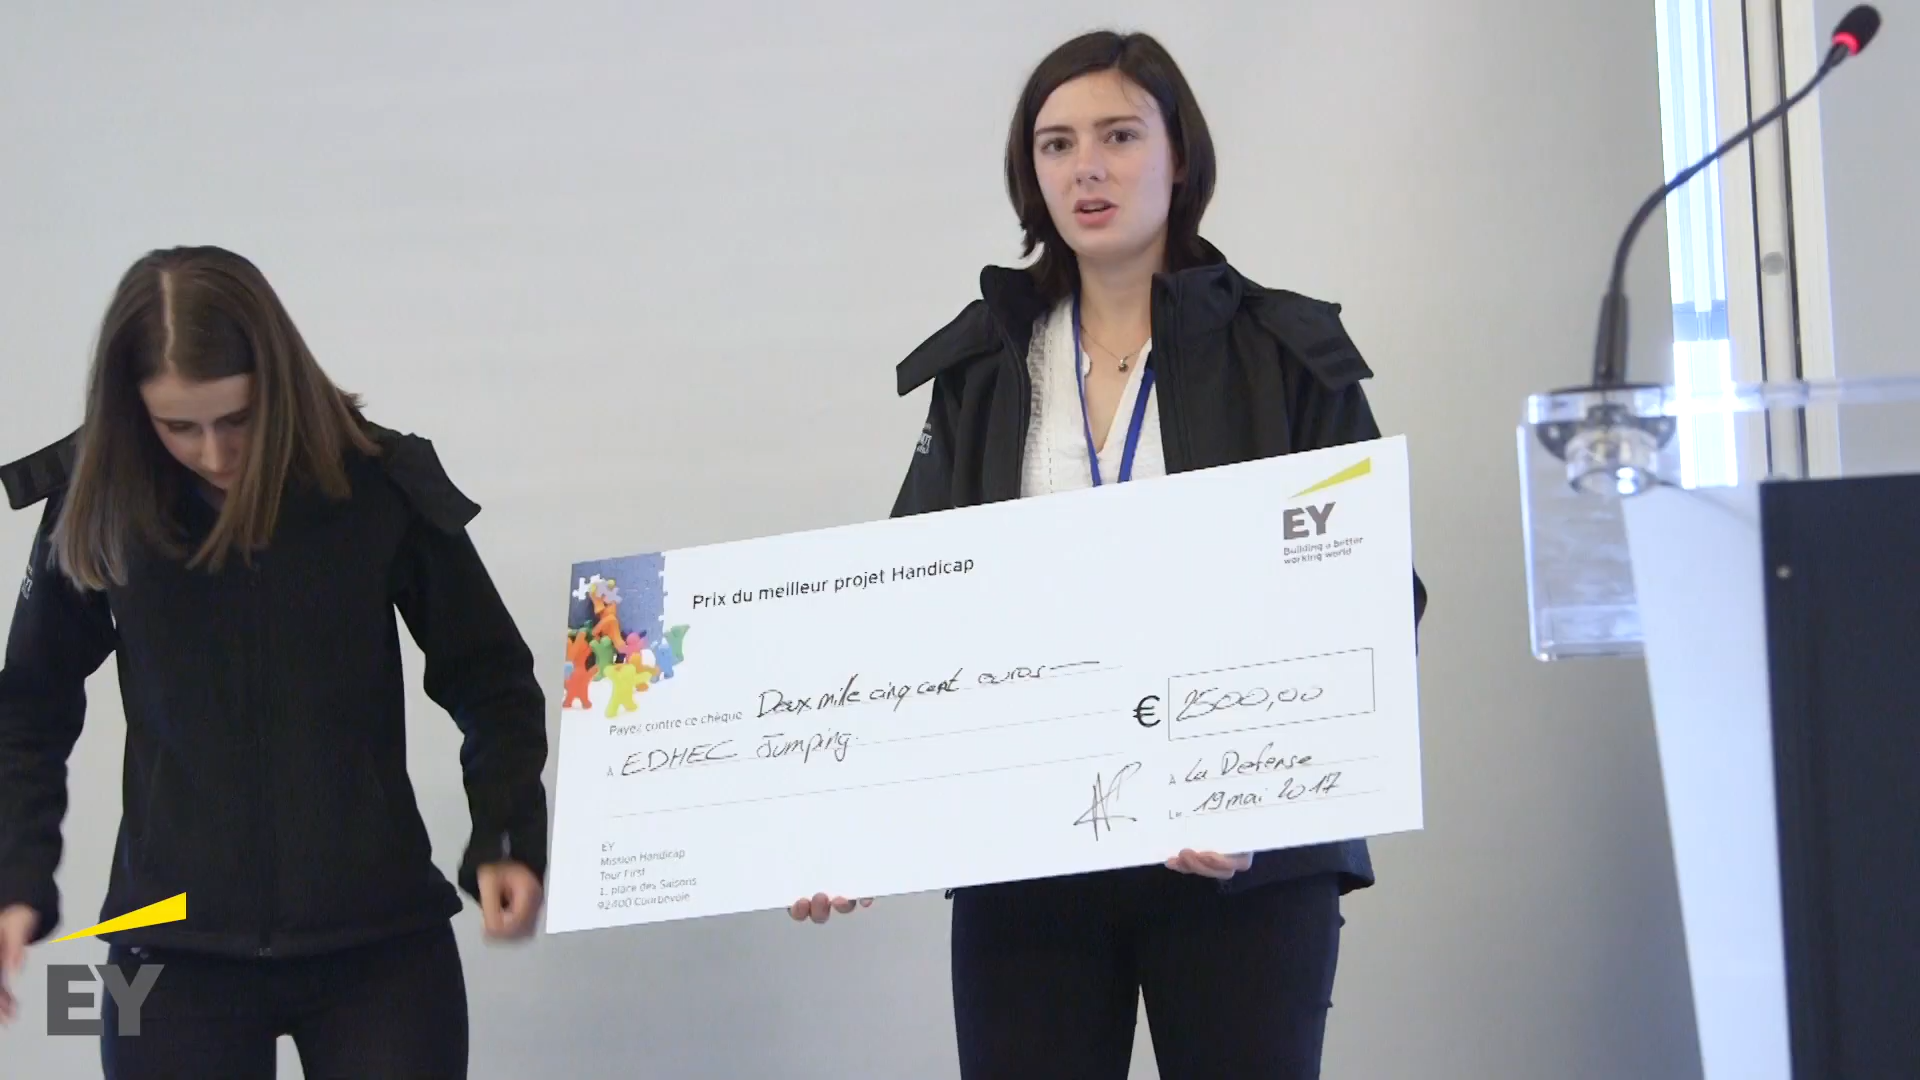 EY
Building a better
working world
Prix du meilleur projet Handicap
Payez contre ce chèque Deux mille cinq cent euros
€ 2500,00
A EDHEC Jumping.
A La Defense
Le 19 mai 2017
EY
Mission Handicap
Tour First
1, place des Saisons
92400 Courbevoie
EY